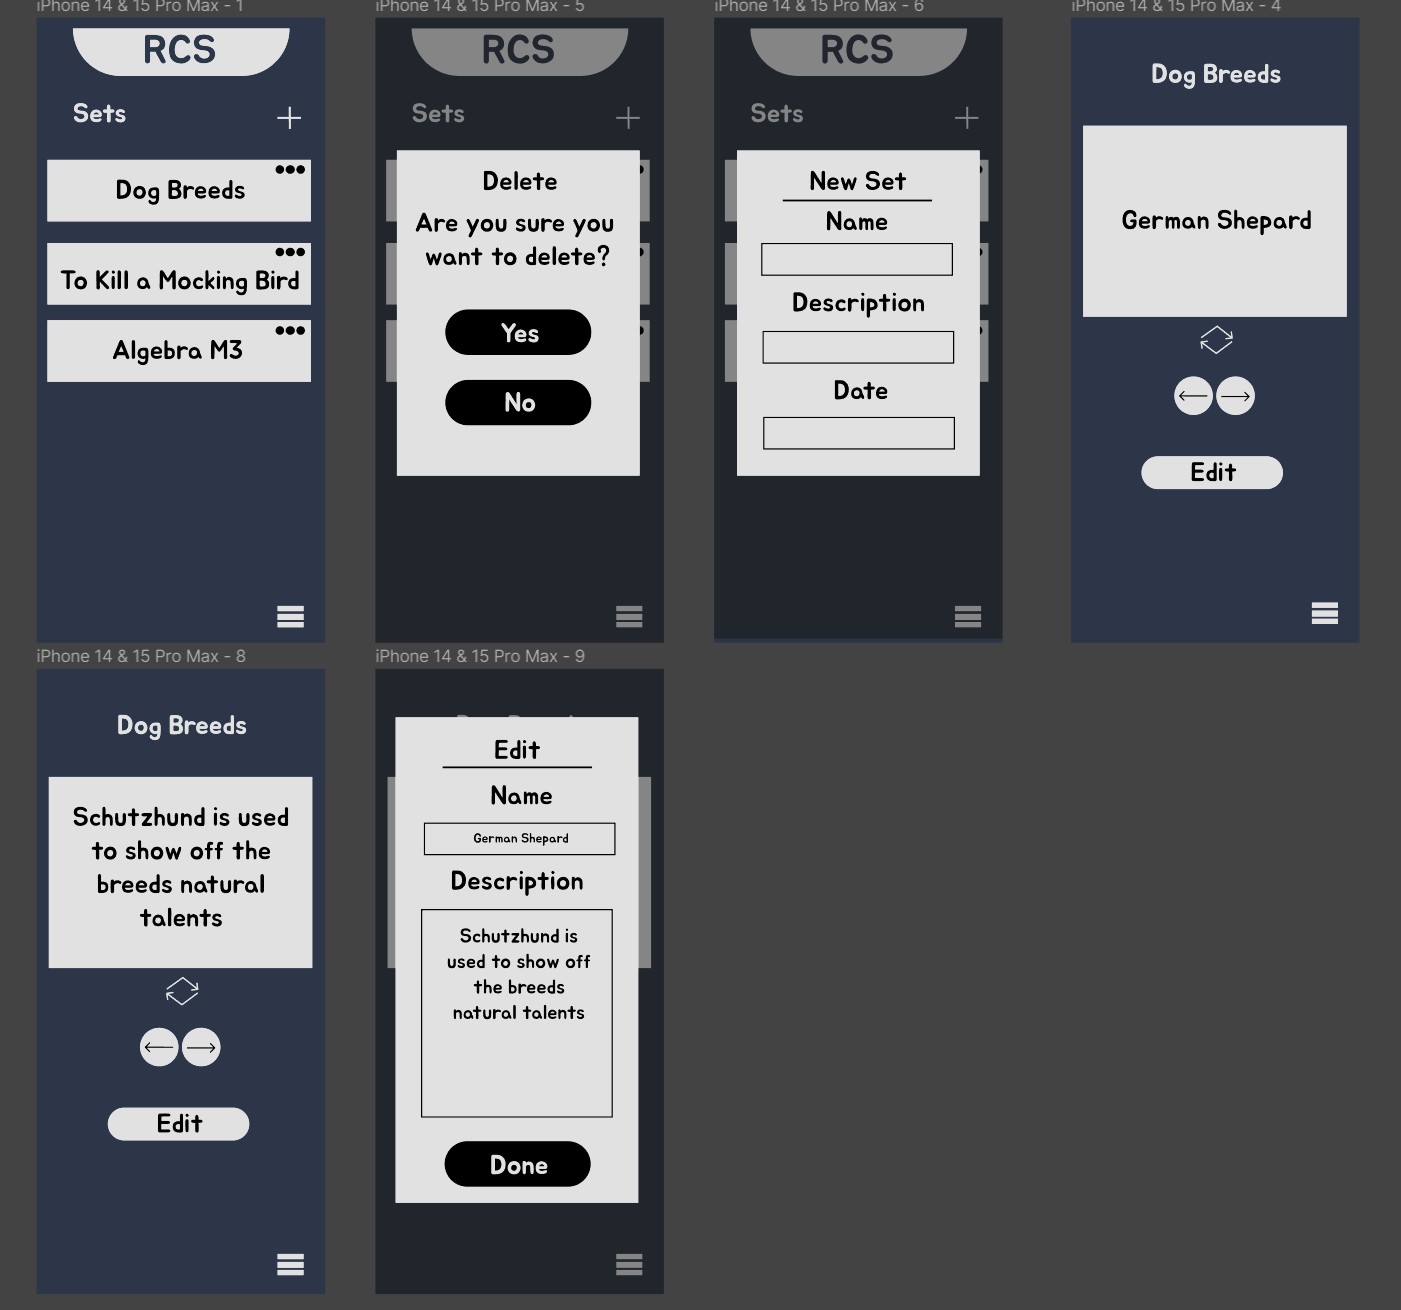 iPhone 14 & 15 Pro Max - 1
RCS
Sets
Dog Breeds
To Kill a Mocking Bird
Algebra M3
iPhone 14 & 15 Pro Max - 5
RCS
Sets
Delete
Are you sure you
want to delete?
Yes
No
iPhone 14 & 15 Pro Max - 6
RCS
Sets
New Set
Name
Description
Date
iPhone 14 & 15 Pro Max - 4
Dog Breeds
German Shepard
Edit
iPhone 14 & 15 Pro Max - 8
Dog Breeds
Schutzhund is used
to show off the
breeds natural
talents
Edit
iPhone 14 & 15 Pro Max - 9
Edit
Name
German Shepard
Description
Schutzhund is
used to show off
the breeds
natural talents
Done